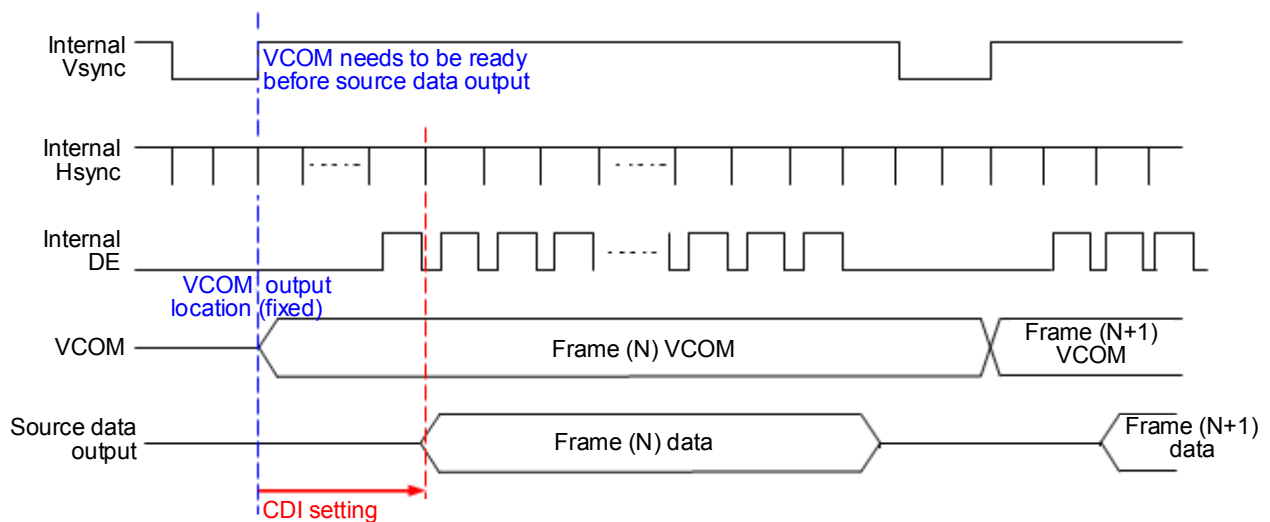 Internal
Vsync
VCOM needs to be ready
before source data output
Internal
Hsync
Internal
DE
VCOM output
location (fixed)
VCOM
Frame (N) VCOM
Frame (N+1)
VCOM
Source data
output
Frame (N) data
Frame (N+1)
data
CDI setting